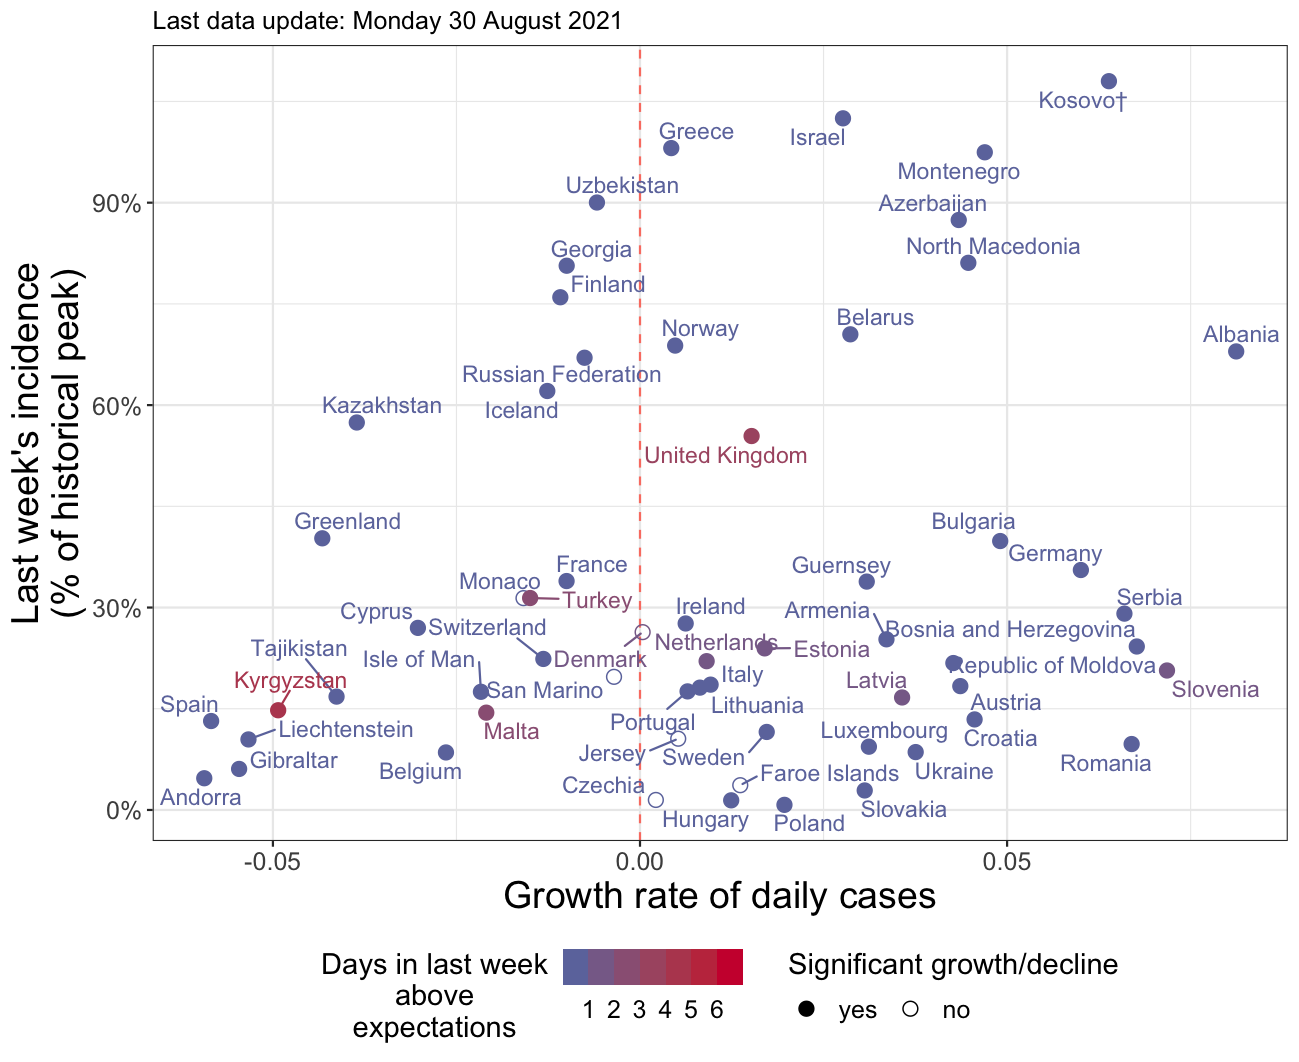 Last data update: Monday 30 August 2021
Last week's incidence
(% of historical peak)
90%
60%
30%
0%
Kosovo†
Israel
Greece
Montenegro
Uzbekistan
Azerbaijan
North Macedonia
Georgia
Finland
Belarus
Norway
Albania
Russian Federation
Iceland
Kazakhstan
United Kingdom
Greenland
Bulgaria
Germany
France
Guernsey
Monaco
Turkey
Serbia
Cyprus
Ireland
Armenia
Switzerland
Bosnia and Herzegovina
Tajikistan
Isle of Man
Denmark
Netherlands
Estonia
Republic of Moldova
Kyrgyzstan
San Marino
Italy
Latvia
Slovenia
Spain
Lithuania
Austria
Portugal
Liechtenstein
Malta
Luxembourg
Croatia
Gibraltar
Jersey
Sweden
Romania
Belgium
Faroe Islands
Ukraine
Czechia
Andorra
Hungary
Poland
Slovakia
-0.05
0.00
0.05
Growth rate of daily cases
Days in last week
above
expectations
1 2 3 4 5 6
Significant growth/decline
yes
no